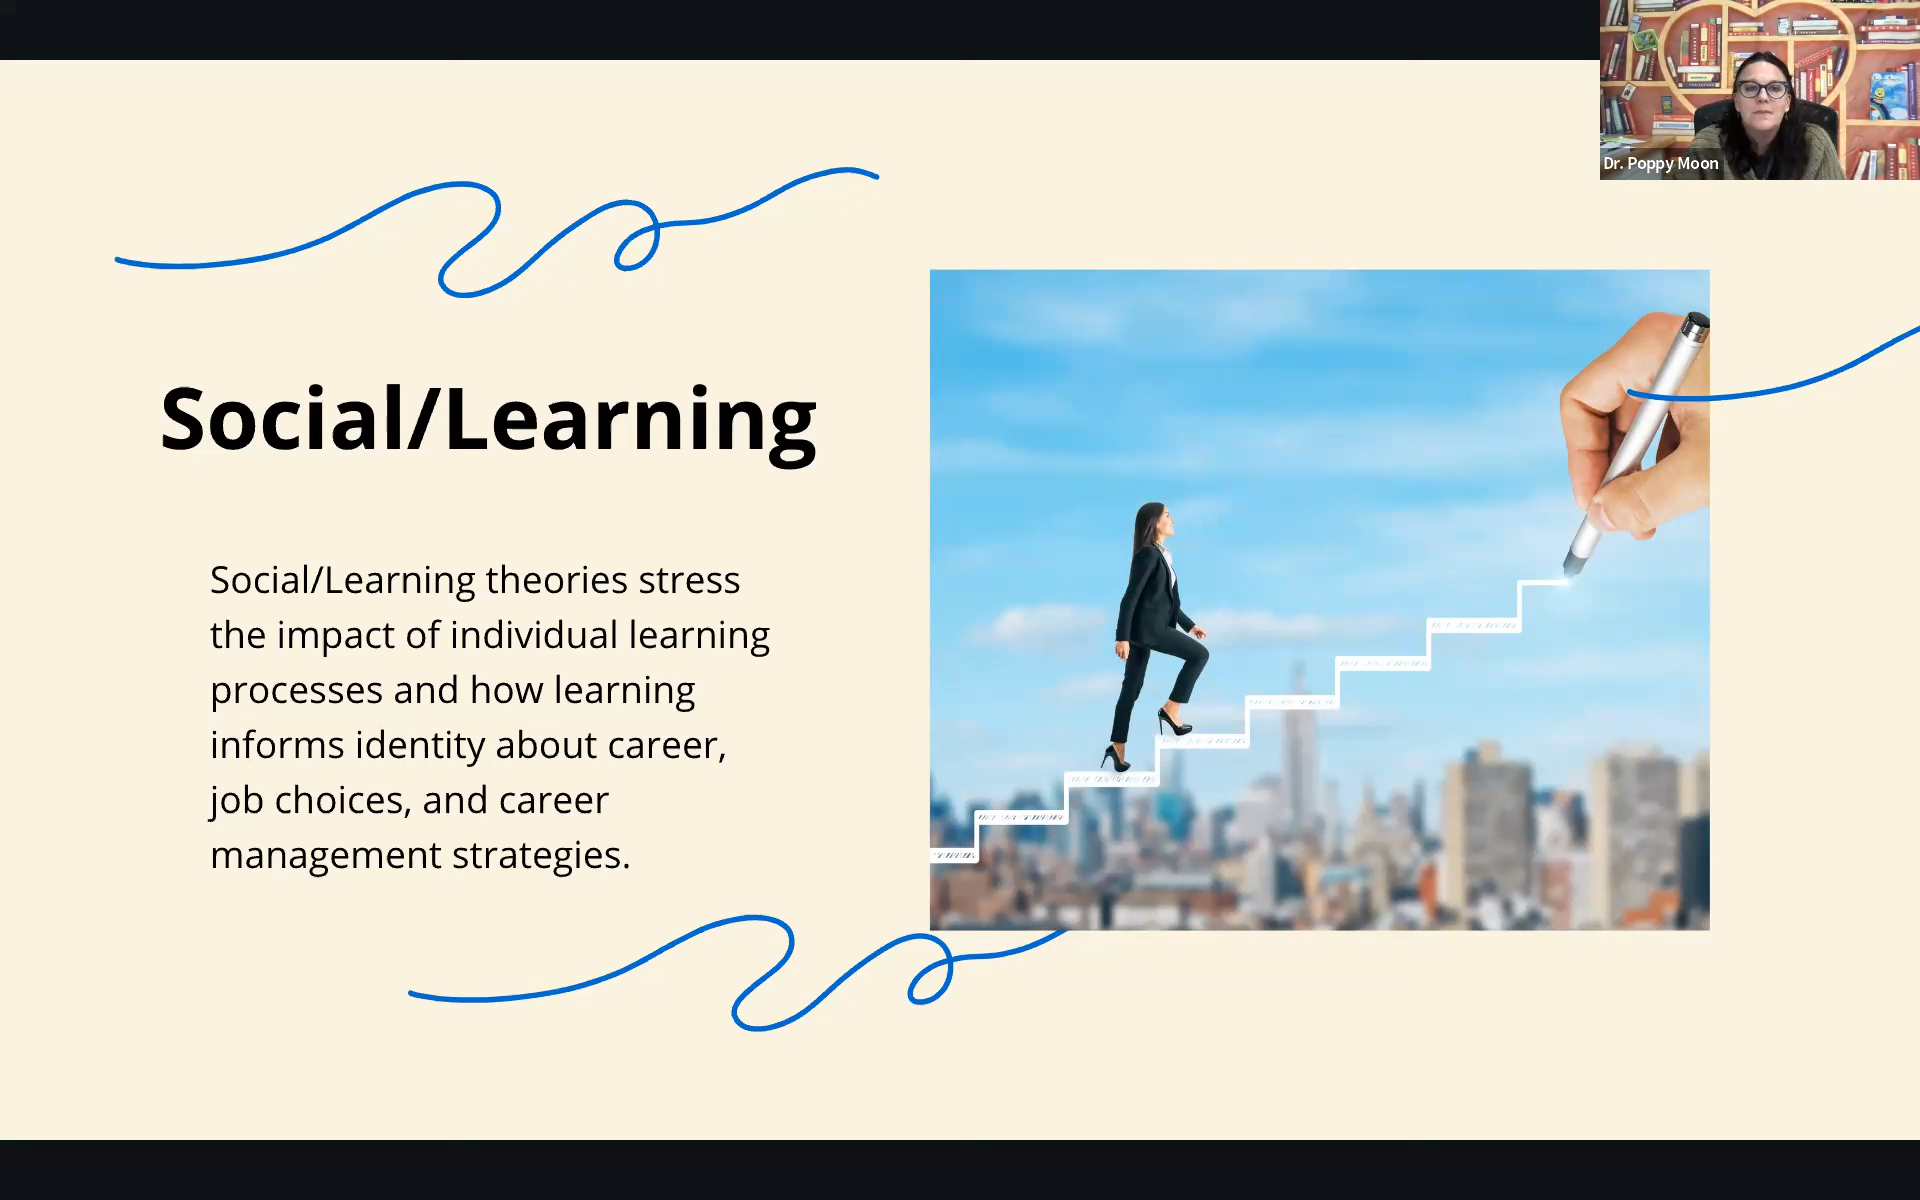 Dr. Poppy Moon
Social/Learning
Social/Learning theories stress
the impact of individual learning
processes and how learning
informs identity about career,
job choices, and career
management strategies.